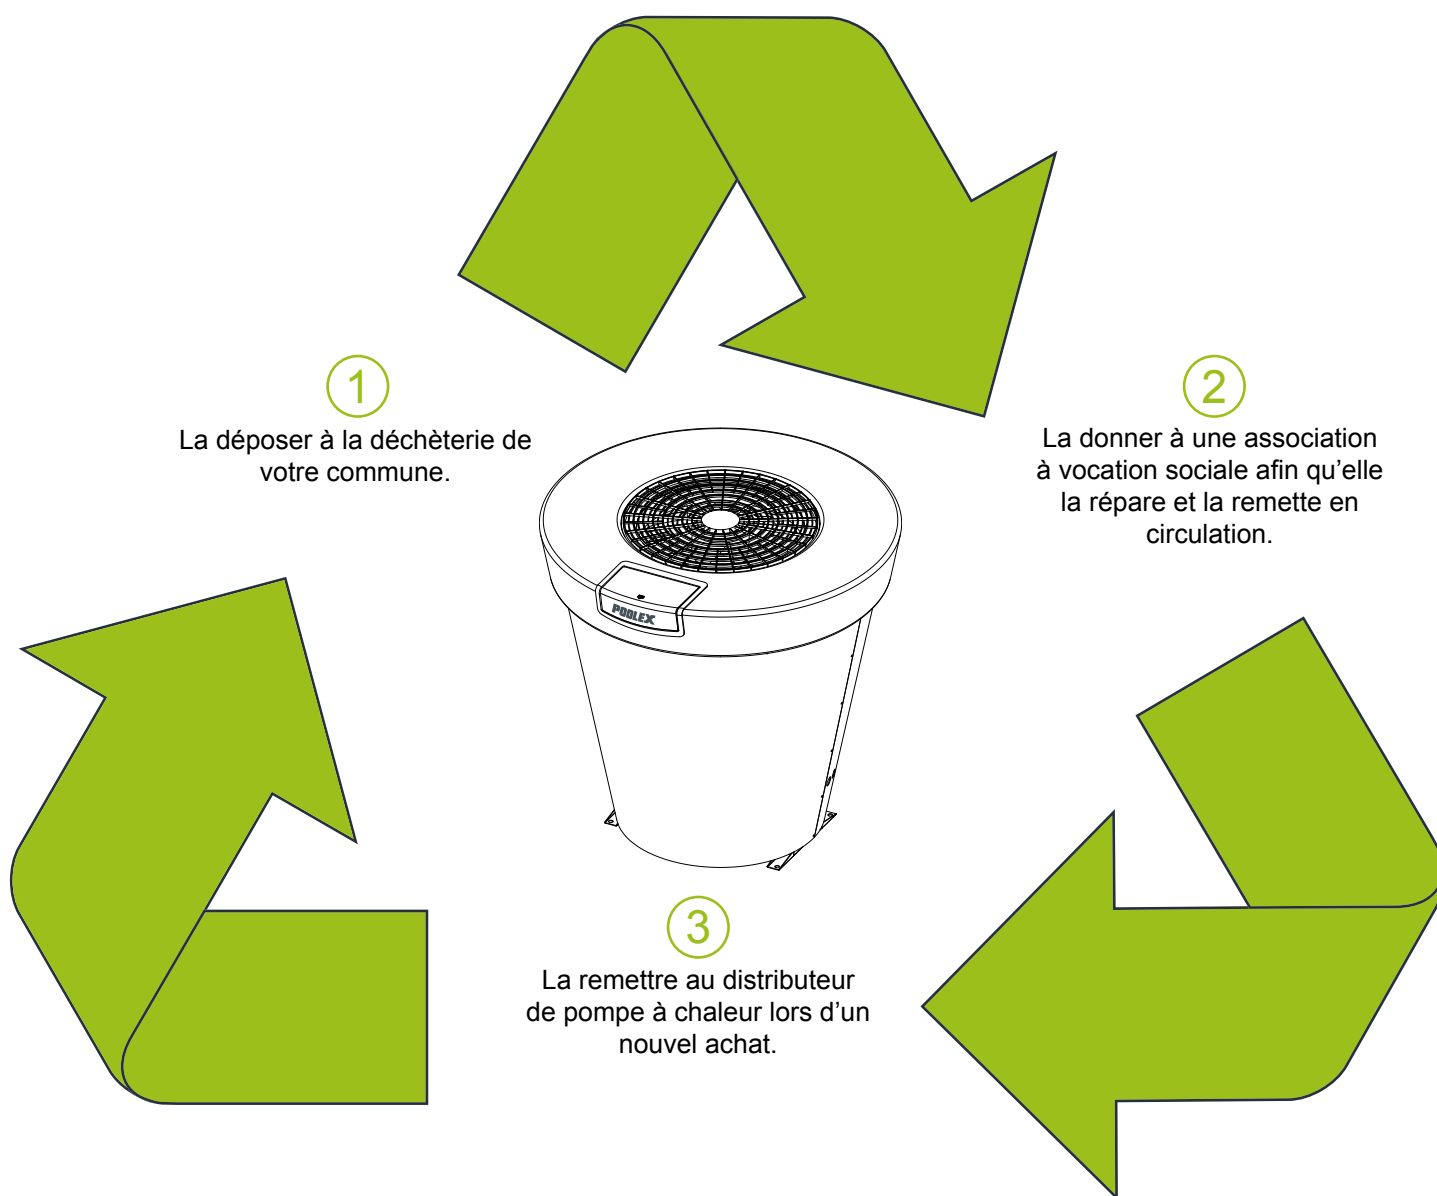 1
La déposer à la déchèterie de
votre commune.
2
La donner à une association
à vocation sociale afin qu’elle
la répare et la remette en
circulation.
POOLEX
3
La remettre au distributeur
de pompe à chaleur lors d’un
nouvel achat.